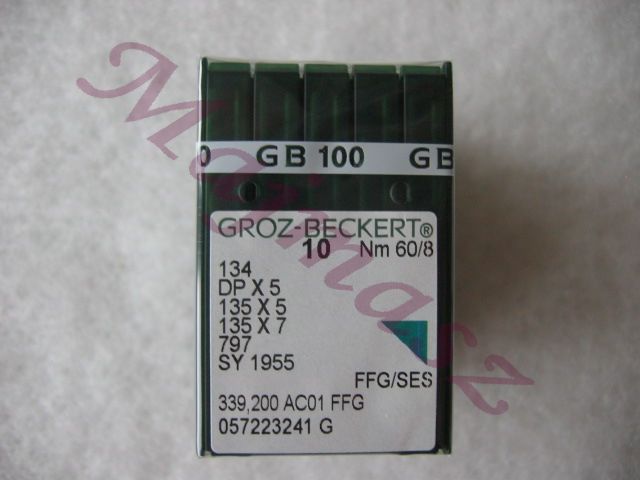 0 GB 100 GB
GROZ-BECKERT®
10 Nm 60/8
134
DP X 5
135 X 5
135 X 7
797
SY 1955
FFG/SES
339,200 AC01 FFG
057223241 G
Majmasz